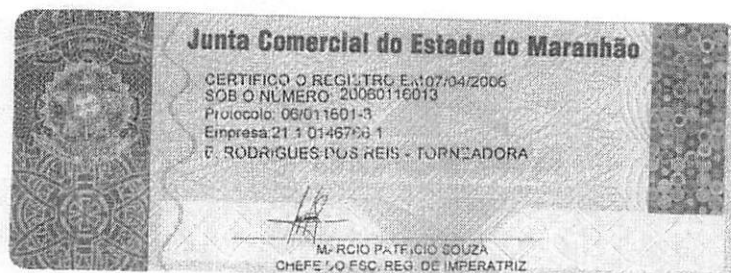 Junta Comercial do Estado do Maranhão
CERTIFICO O REGISTRO EM 07/04/2006
SOB O NÚMERO: 20060116013
Protocolo: 06/011601-3
Empresa: 21 1 0146766 1
RODRIGUES DOS REIS - TORNEADORA
MARCIO PATRICIO SOUZA
CHEFE DO ESC. REG. DE IMPERATRIZ